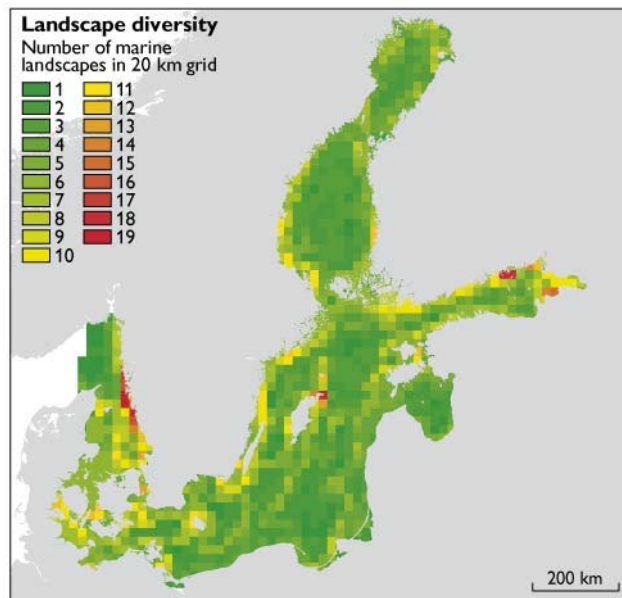 Landscape diversity
Number of marine
landscapes in 20 km grid
1 11
2 12
3 13
4 14
5 15
6 16
7 17
8 18
9 19
10
200 km